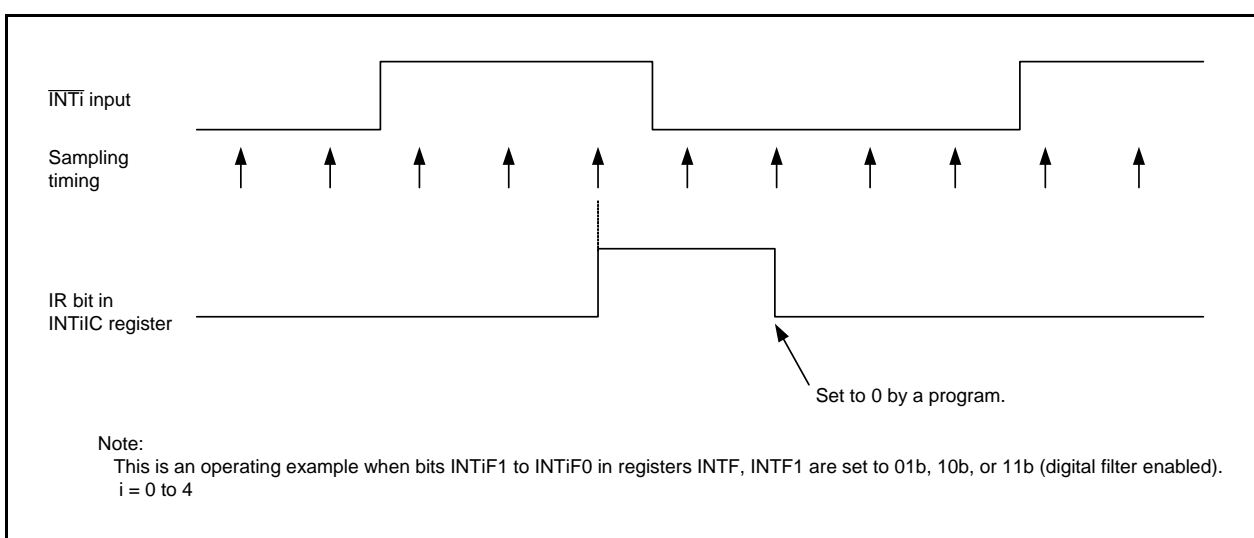 INTi input
Sampling
timing
IR bit in
INTiIC register
Set to 0 by a program.
Note:
This is an operating example when bits INTiF1 to INTiF0 in registers INTF, INTF1 are set to 01b, 10b, or 11b (digital filter enabled).
i = 0 to 4